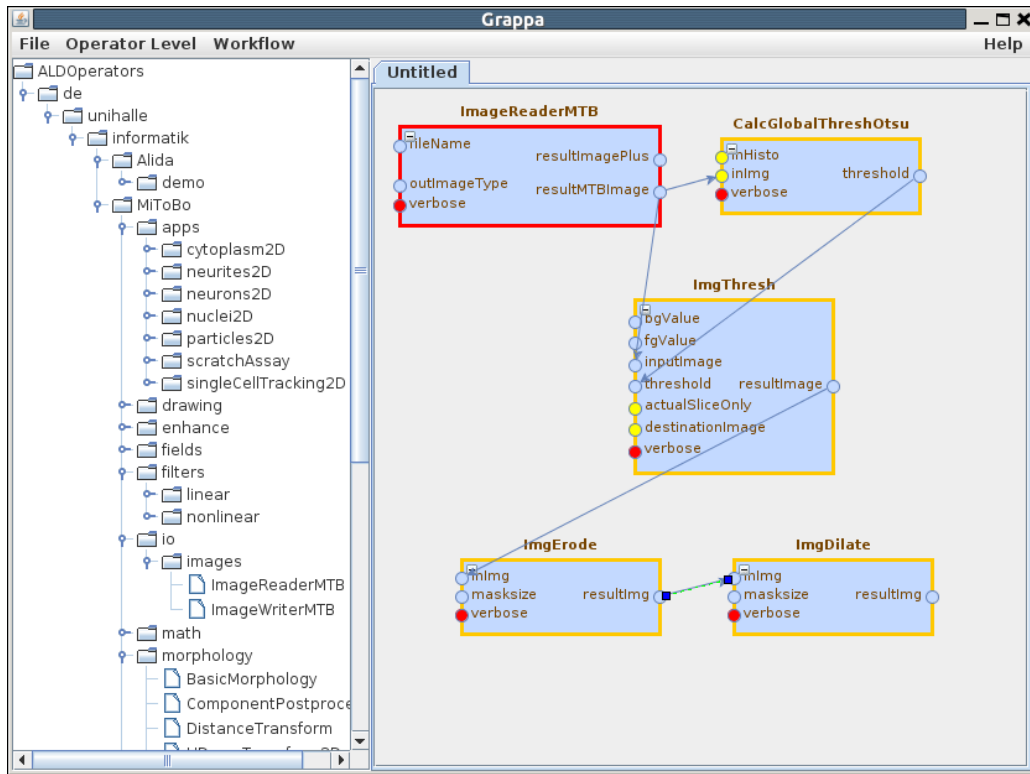 Grappa
File Operator Level Workflow Help
ALDOperators
de
unihalle
informatik
Alida
demo
MiToBo
apps
cytoplasm2D
neurites2D
neurons2D
nuclei2D
particles2D
scratchAssay
singleCellTracking2D
drawing
enhance
fields
filters
linear
nonlinear
io
images
ImageReaderMTB
ImageWriterMTB
math
morphology
BasicMorphology
ComponentPostproce
DistanceTransform
Untitled
ImageReaderMTB
fileName
resultImagePlus
outImageType
resultMTBImage
verbose
CalcGlobalThreshOtsu
inHisto
inImg
threshold
verbose
ImgThresh
bgValue
fgValue
inputImage
threshold
resultImage
actualSliceOnly
destinationImage
verbose
ImgErode
inImg
masksize
resultImg
verbose
ImgDilate
inImg
masksize
resultImg
verbose